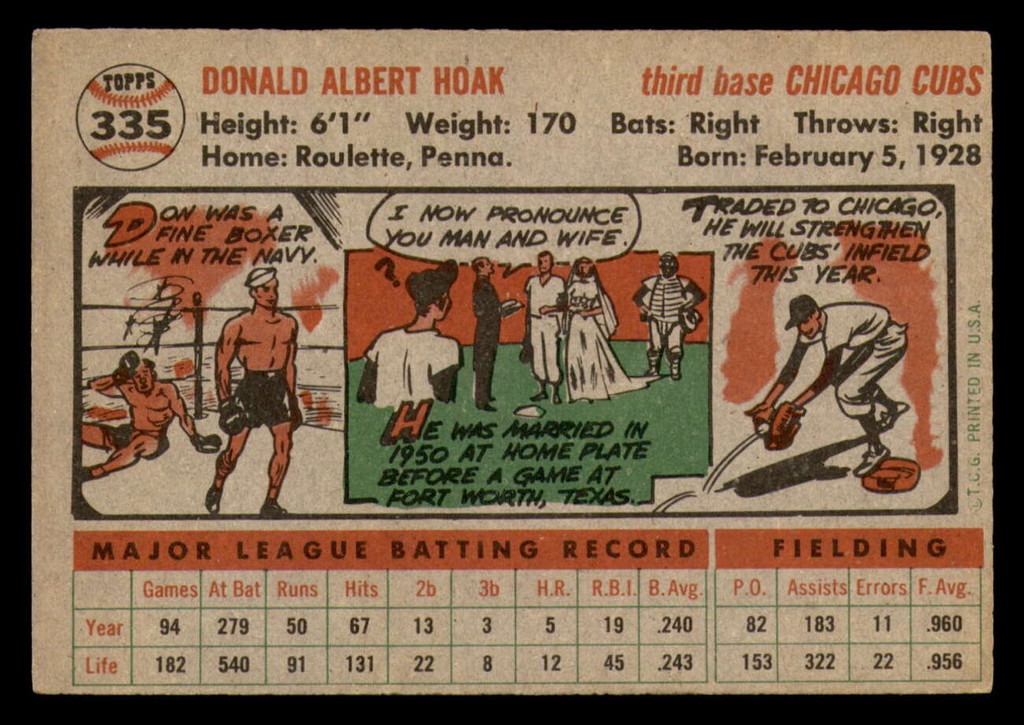 TOPPS
335
DONALD ALBERT HOAK third base CHICAGO CUBS
Height: 6'1" Weight: 170 Bats: Right Throws: Right
Home: Roulette, Penna. Born: February 5, 1928
DON WAS A
FINE BOXER
WHILE IN THE NAVY.
?
I NOW PRONOUNCE
YOU MAN AND WIFE.
HE WAS MARRIED IN
1950 AT HOME PLATE
BEFORE A GAME AT
FORT WORTH, TEXAS.
TRADED TO CHICAGO,
HE WILL STRENGTHEN
THE CUBS' INFIELD
THIS YEAR.
©T.C.G. PRINTED IN U.S.A.
MAJOR LEAGUE BATTING RECORD FIELDING
Games At Bat Runs Hits 2b 3b H.R. R.B.I. B. Avg. P.O. Assists Errors F. Avg.
Year 94 279 50 67 13 3 5 19 .240 82 183 11 .960
Life 182 540 91 131 22 8 12 45 .243 153 322 22 .956